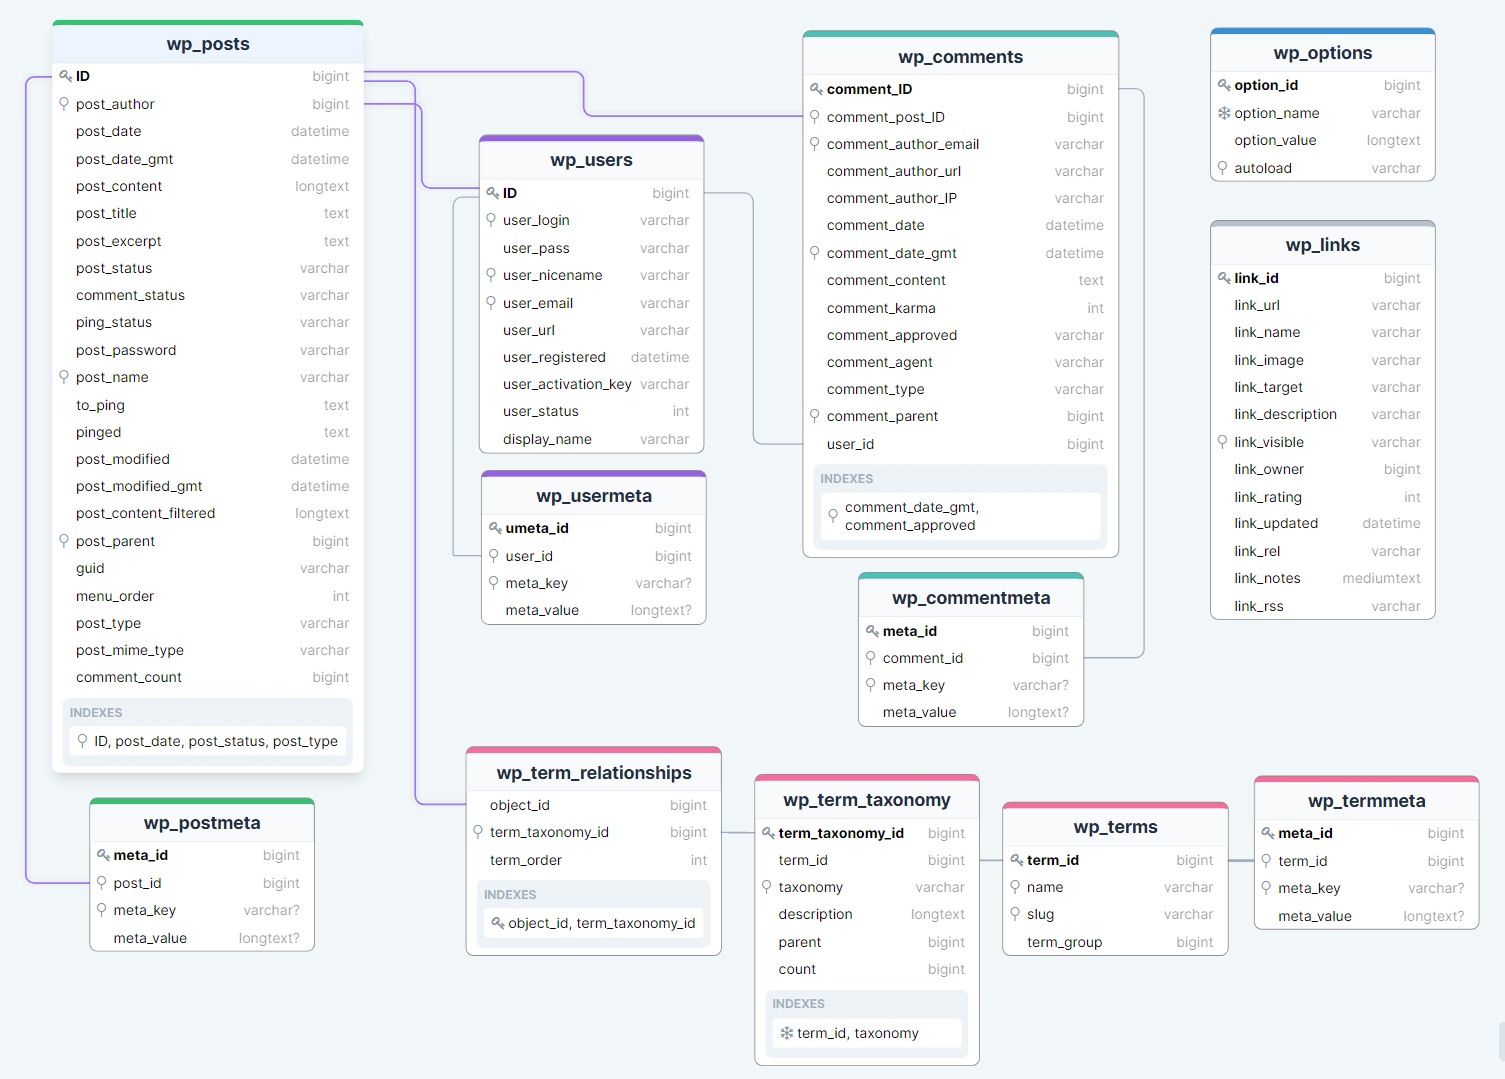 wp_posts
ID bigint
post_author bigint
post_date datetime
post_date_gmt datetime
post_content longtext
post_title text
post_excerpt text
post_status varchar
comment_status varchar
ping_status varchar
post_password varchar
post_name varchar
to_ping text
pinged text
post_modified datetime
post_modified_gmt datetime
post_content_filtered longtext
post_parent bigint
guid varchar
menu_order int
post_type varchar
post_mime_type varchar
comment_count bigint
INDEXES
ID, post_date, post_status, post_type
wp_postmeta
meta_id bigint
post_id bigint
meta_key varchar?
meta_value longtext?
wp_users
ID bigint
user_login varchar
user_pass varchar
user_nicename varchar
user_email varchar
user_url varchar
user_registered datetime
user_activation_key varchar
user_status int
display_name varchar
wp_usermeta
umeta_id bigint
user_id bigint
meta_key varchar?
meta_value longtext?
wp_term_relationships
object_id bigint
term_taxonomy_id bigint
term_order int
INDEXES
object_id, term_taxonomy_id
wp_comments
comment_ID bigint
comment_post_ID bigint
comment_author_email varchar
comment_author_url varchar
comment_author_IP varchar
comment_date datetime
comment_date_gmt datetime
comment_content text
comment_karma int
comment_approved varchar
comment_agent varchar
comment_type varchar
comment_parent bigint
user_id bigint
INDEXES
comment_date_gmt,
comment_approved
wp_commentmeta
meta_id bigint
comment_id bigint
meta_key varchar?
meta_value longtext?
wp_term_taxonomy
term_taxonomy_id bigint
term_id bigint
taxonomy varchar
description longtext
parent bigint
count bigint
INDEXES
term_id, taxonomy
wp_terms
term_id bigint
name varchar
slug varchar
term_group bigint
wp_options
option_id bigint
option_name varchar
option_value longtext
autoload varchar
wp_links
link_id bigint
link_url varchar
link_name varchar
link_image varchar
link_target varchar
link_description varchar
link_visible varchar
link_owner bigint
link_rating int
link_updated datetime
link_rel varchar
link_notes mediumtext
link_rss varchar
wp_termmeta
meta_id bigint
term_id bigint
meta_key varchar?
meta_value longtext?